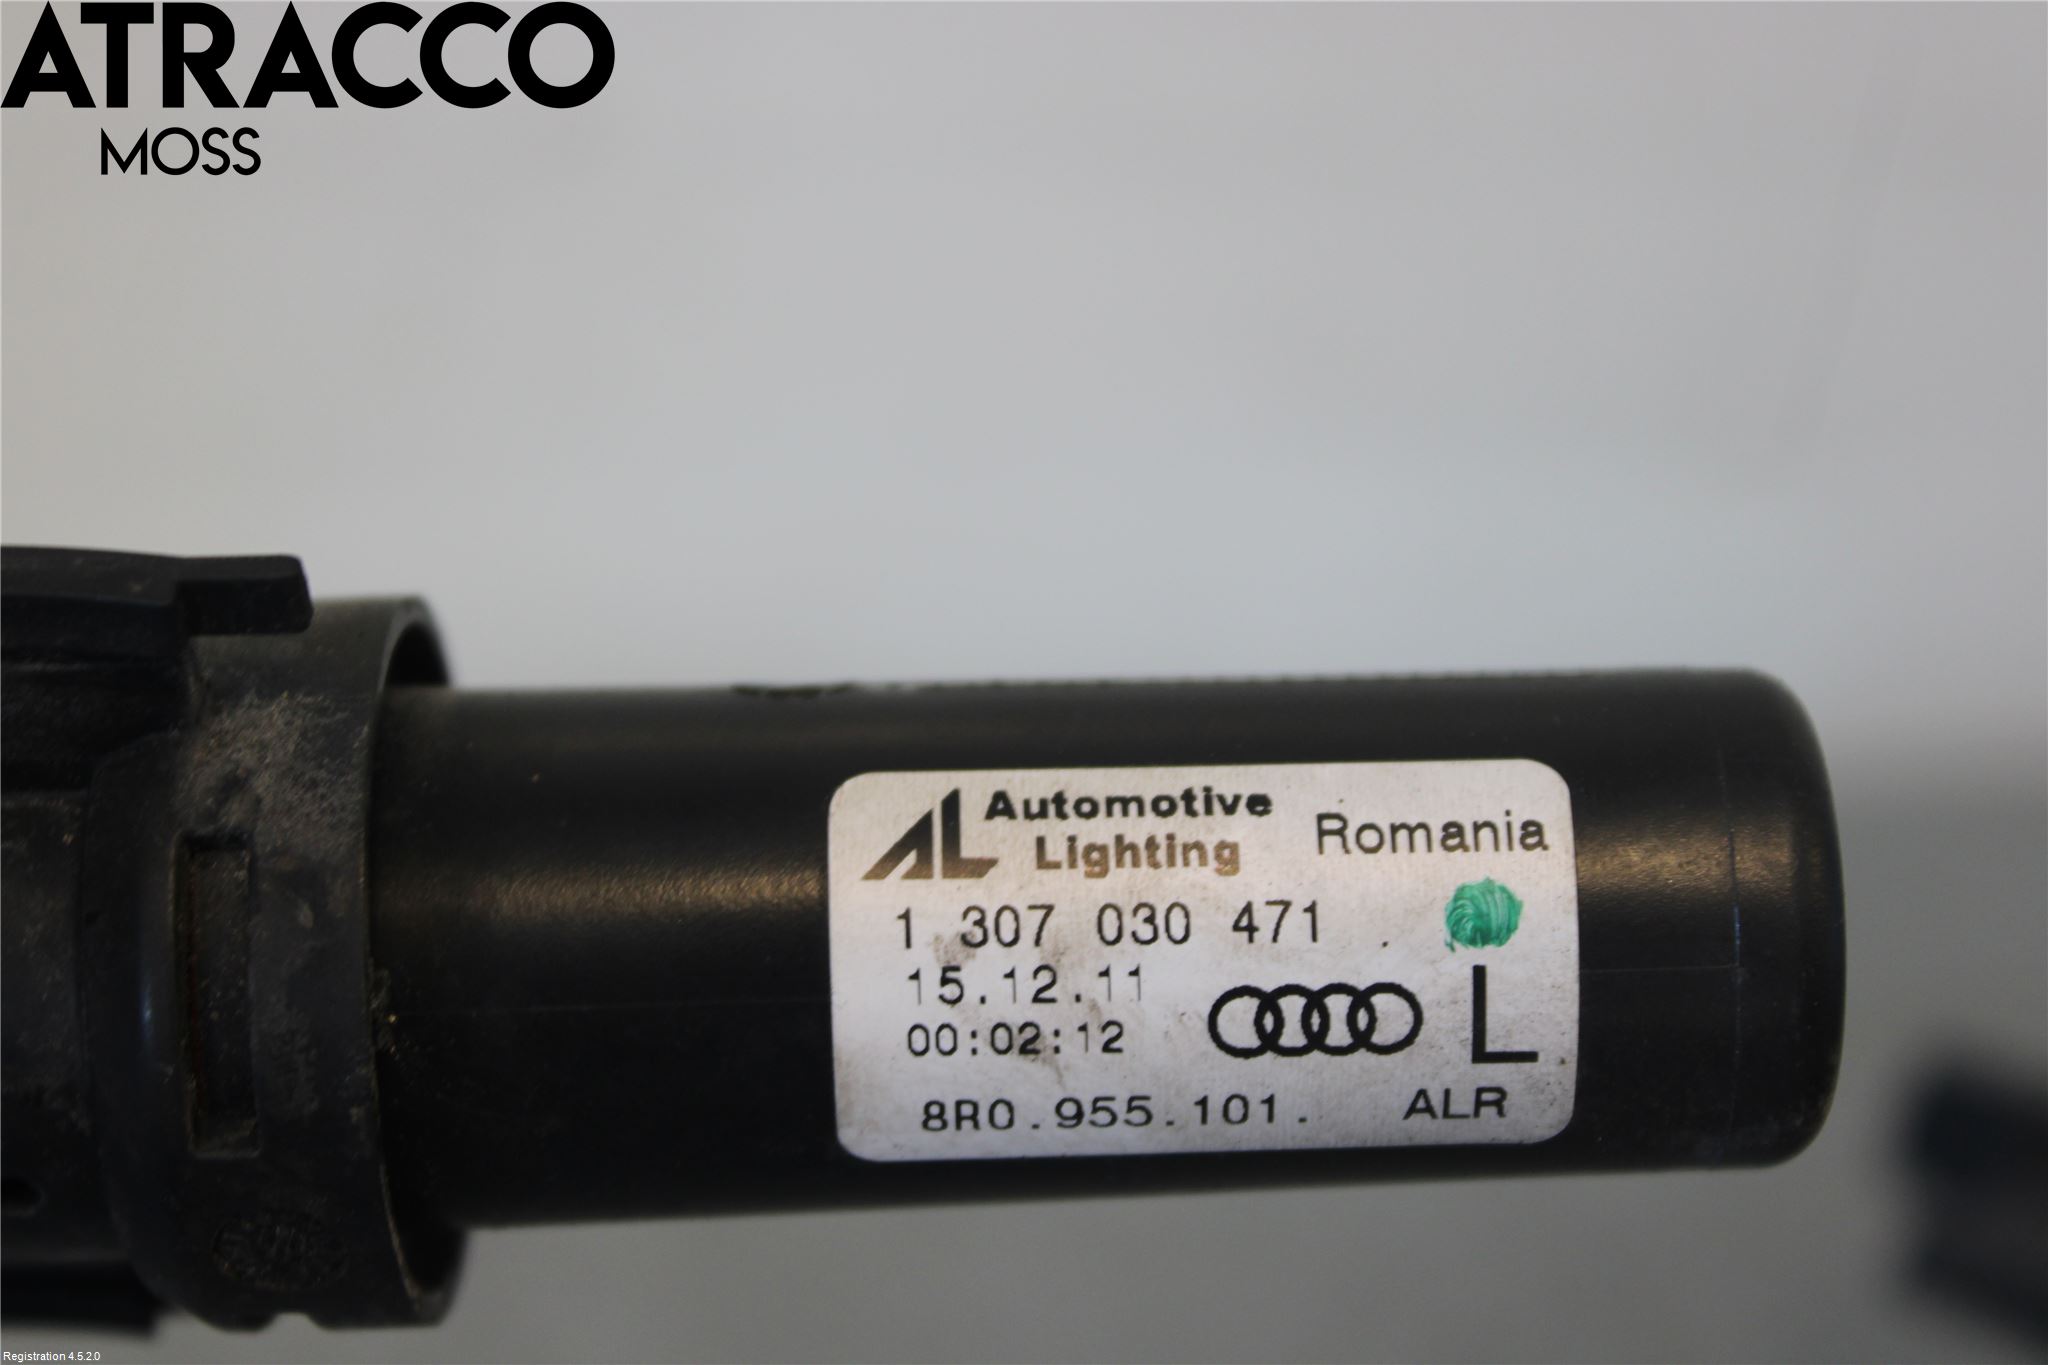 ATRACCO
MOSS
AL Automotive Lighting Romania
1 307 030 471
15.12.11
00:02:12 L
8R0.955.101. ALR
Registration 4.5.2.0